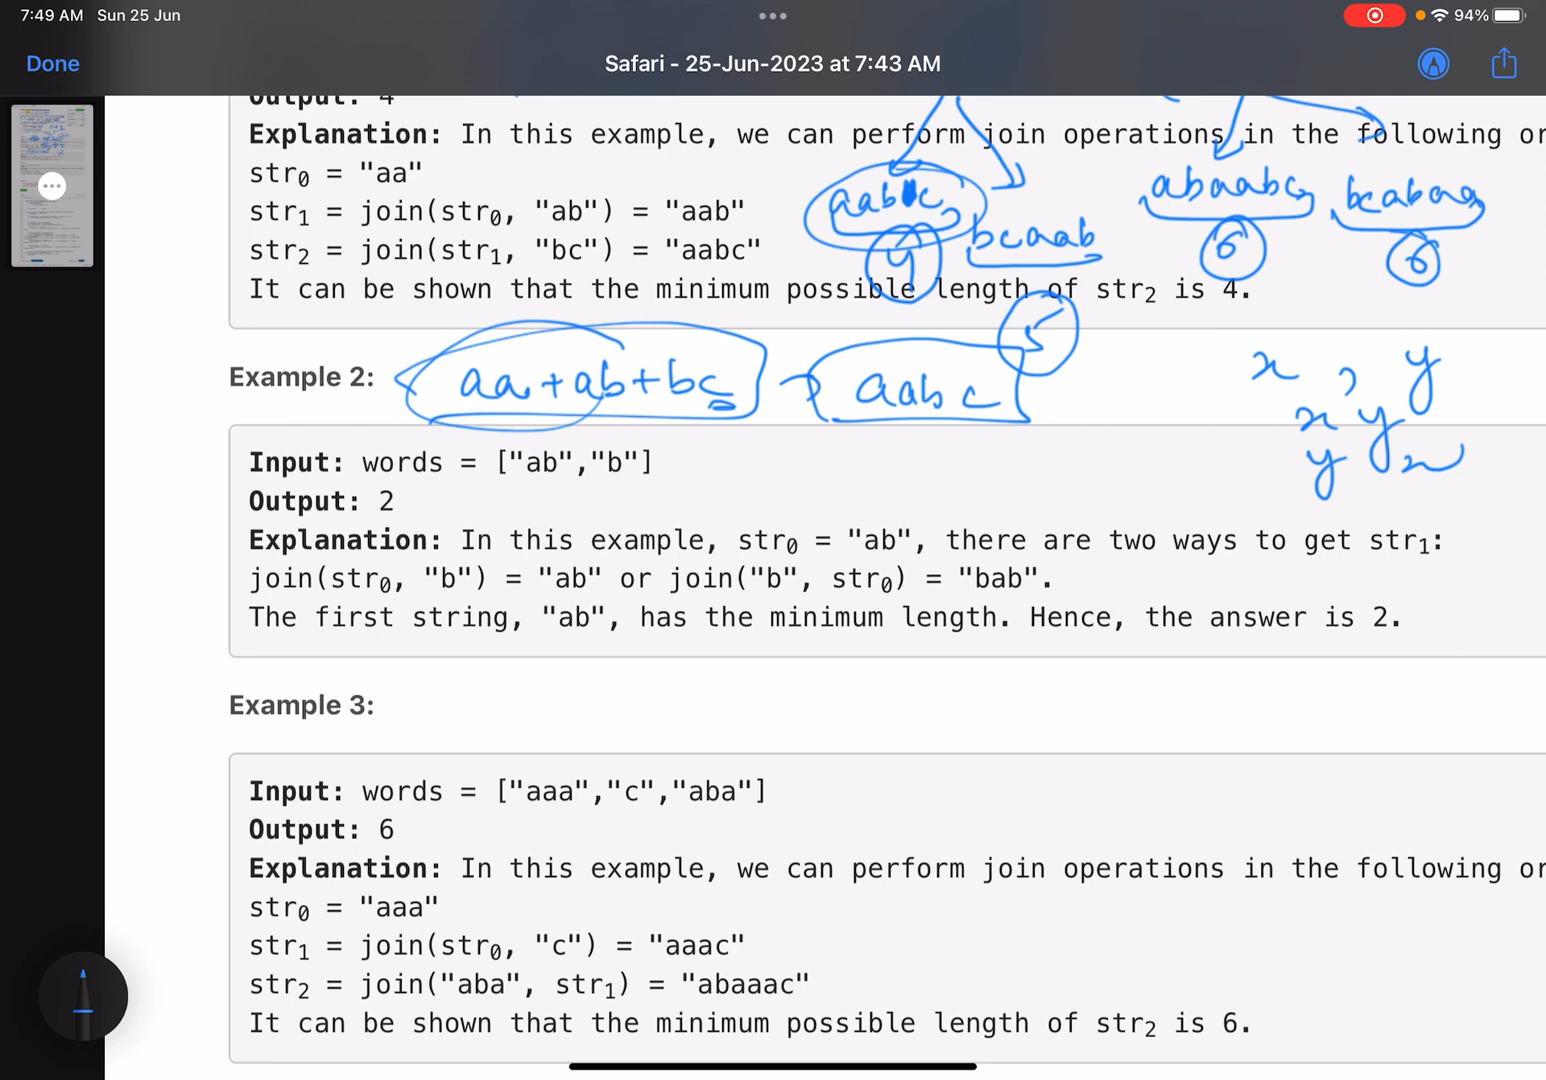 7:49 AM Sun 25 Jun
94%
Done
Safari - 25-Jun-2023 at 7:43 AM
Output: 4
Explanation: In this example, we can perform join operations in the following or
str₀ = "aa"
str₁ = join(str₀, "ab") = "aab"
str₂ = join(str₁, "bc") = "aabc"
It can be shown that the minimum possible length of str₂ is 4.
aabc
4
bcaab
5
abaabc
6
bcabaa
6
Example 2:
aa + ab + bc
aabc
x , y
x y
y x
Input: words = ["ab","b"]
Output: 2
Explanation: In this example, str₀ = "ab", there are two ways to get str₁:
join(str₀, "b") = "ab" or join("b", str₀) = "bab".
The first string, "ab", has the minimum length. Hence, the answer is 2.
Example 3:
Input: words = ["aaa","c","aba"]
Output: 6
Explanation: In this example, we can perform join operations in the following or
str₀ = "aaa"
str₁ = join(str₀, "c") = "aaac"
str₂ = join("aba", str₁) = "abaaac"
It can be shown that the minimum possible length of str₂ is 6.